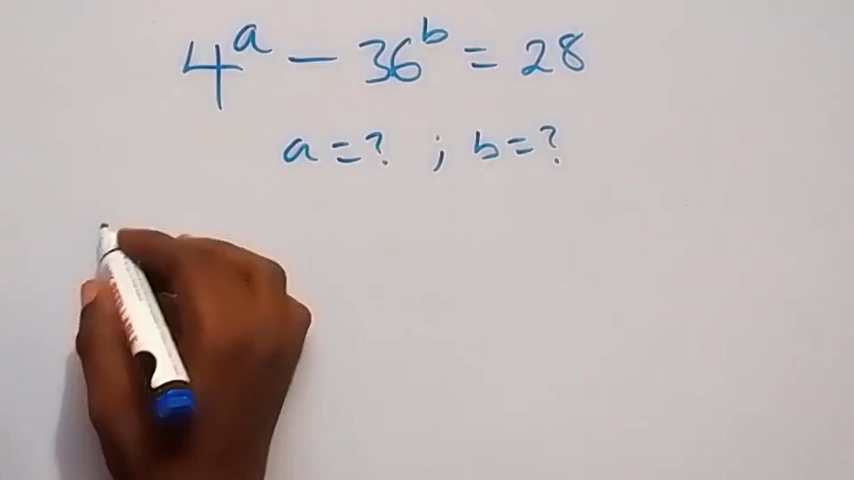 4^a - 36^b = 28
a = ? ; b = ?